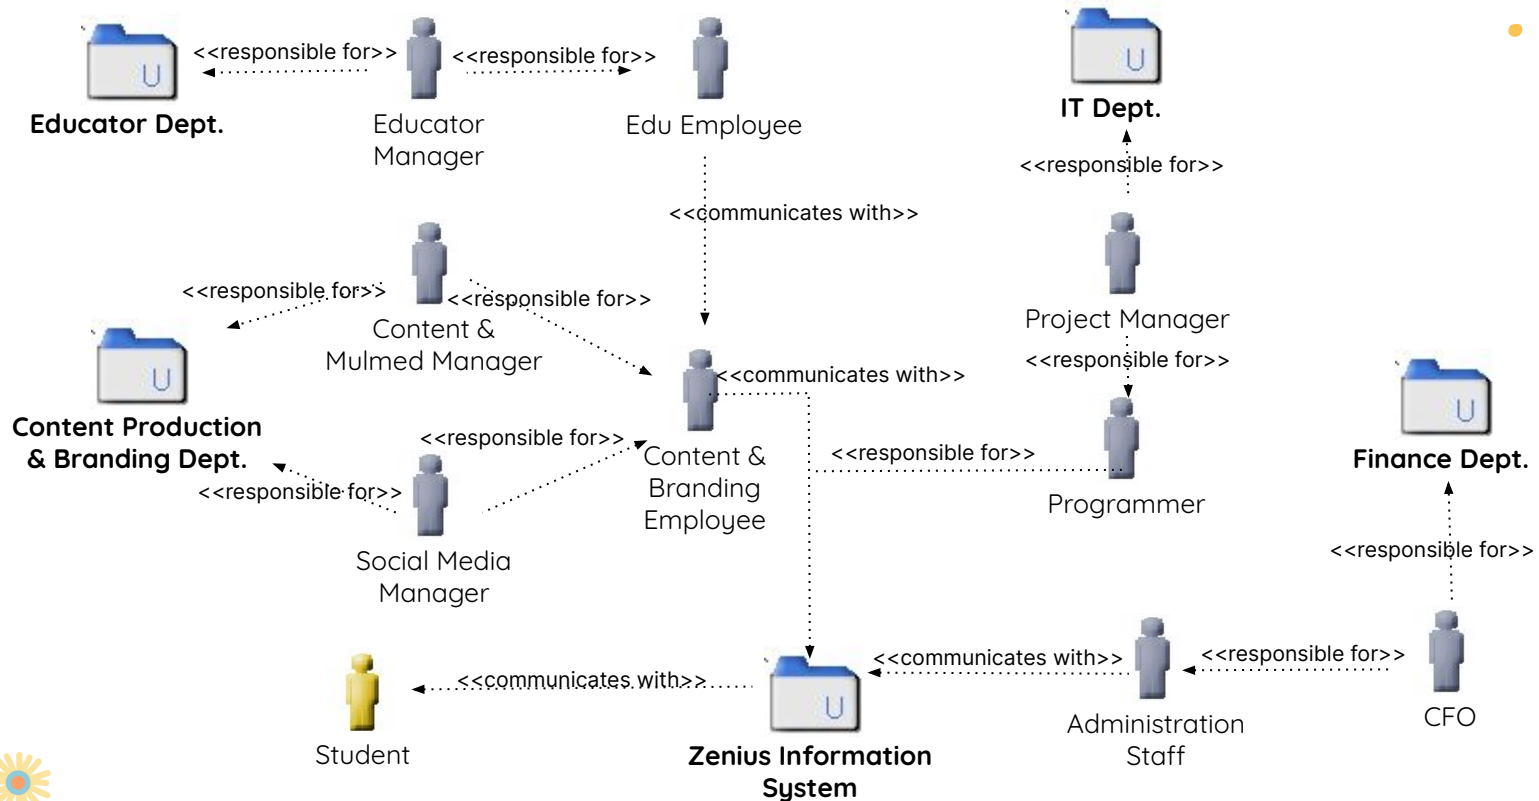 <<responsible for>>
<<responsible for>>
Educator Dept.
Educator
Manager
Edu Employee
IT Dept.
<<responsible for>>
<<communicates with>>
<<responsible for>>
<<responsible for>>
Content &
Mulmed Manager
Project Manager
<<responsible for>>
<<communicates with>>
Content Production
& Branding Dept.
<<responsible for>>
<<responsible for>>
Content &
Branding
Employee
<<responsible for>>
Programmer
Finance Dept.
Social Media
Manager
<<responsible for>>
<<communicates with>>
<<communicates with>>
<<responsible for>>
Student
Zenius Information
System
Administration
Staff
CFO
U
U
U
U
U